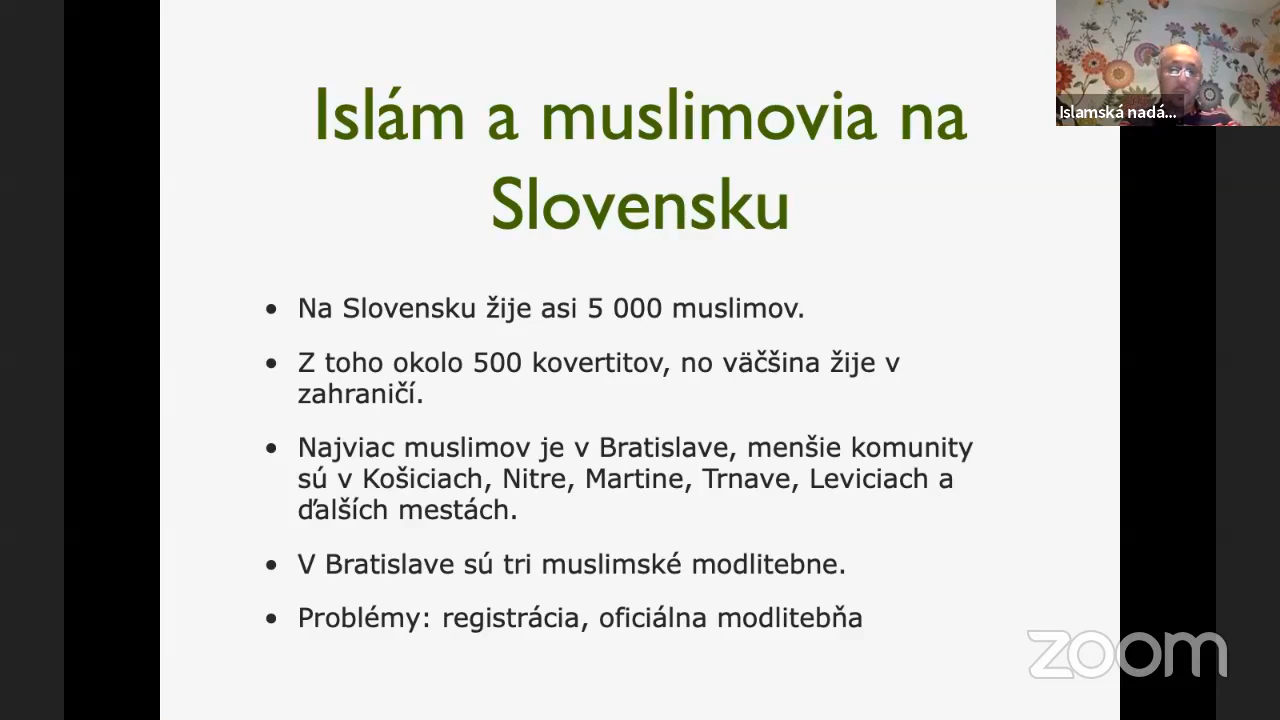 Islám a muslimovia na
Slovensku
Islamská nadá...
• Na Slovensku žije asi 5 000 muslimov.
• Z toho okolo 500 kovertitov, no väčšina žije v
zahraničí.
• Najviac muslimov je v Bratislave, menšie komunity
sú v Košiciach, Nitre, Martine, Trnave, Leviciach a
ďalších mestách.
• V Bratislave sú tri muslimské modlitebne.
• Problémy: registrácia, oficiálna modlitebňa
zoom